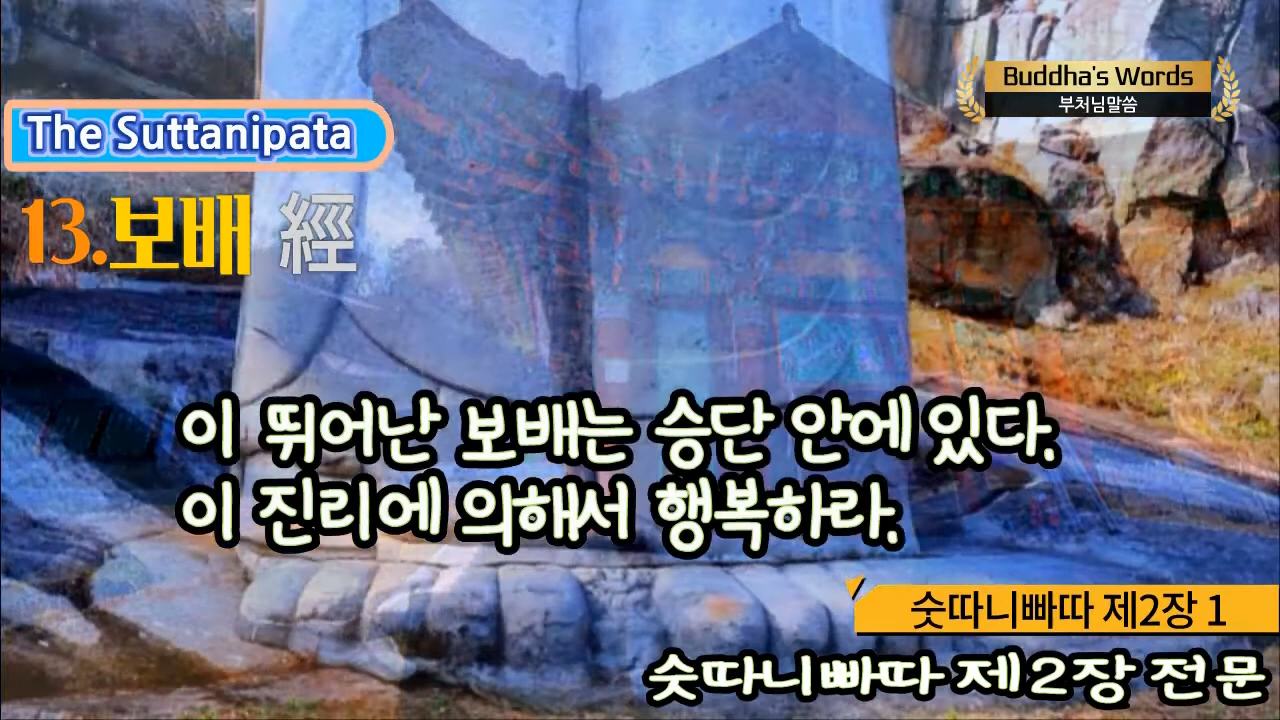 Buddha's Words
부처님말씀
The Suttanipata
13.보배 經
이 뛰어난 보배는 승단 안에 있다.
이 진리에 의해서 행복하라.
숫따니빠따 제2장 1
숫따니빠따 제2장 전문